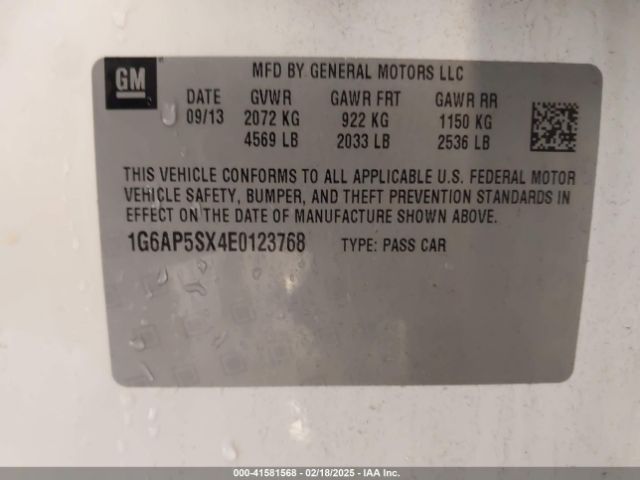 GM
MFD BY GENERAL MOTORS LLC
DATE GVWR GAWR FRT GAWR RR
09/13 2072 KG 922 KG 1150 KG
4569 LB 2033 LB 2536 LB
THIS VEHICLE CONFORMS TO ALL APPLICABLE U.S. FEDERAL MOTOR
VEHICLE SAFETY, BUMPER, AND THEFT PREVENTION STANDARDS IN
EFFECT ON THE DATE OF MANUFACTURE SHOWN ABOVE.
1G6AP5SX4E0123768 TYPE: PASS CAR
000-41581568 - 02/18/2025 - IAA Inc.